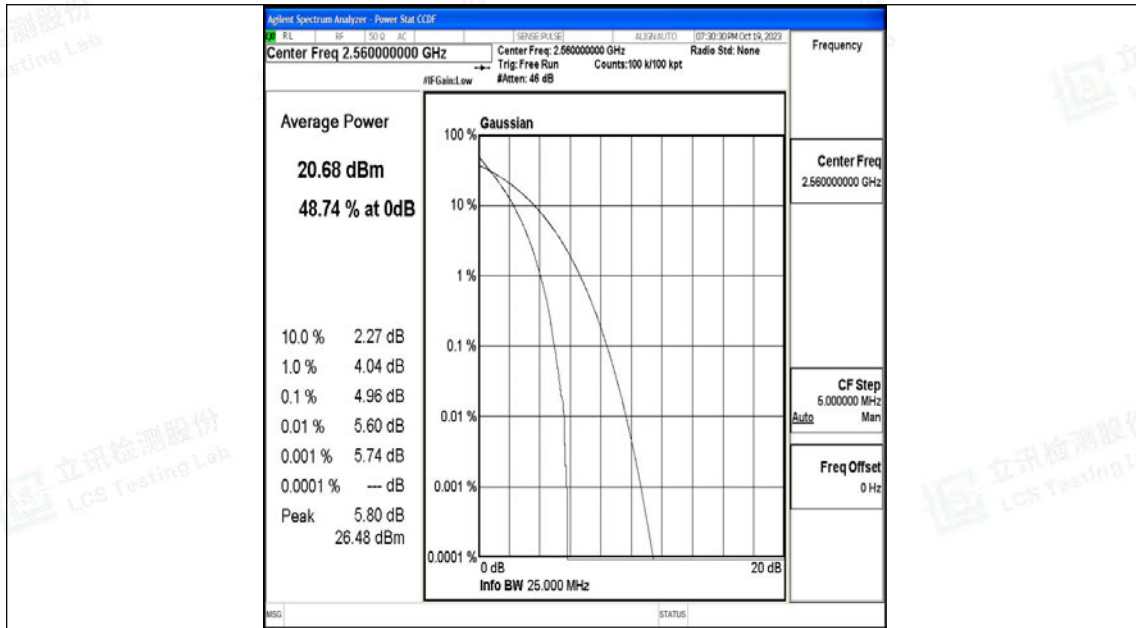 Agilent Spectrum Analyzer - Power Stat CCDF
RL RF 50 Ω AC SENSE:PULSE ALIGNAUTO 07:30:30 PM Oct 19, 2023
Center Freq 2.560000000 GHz
Center Freq: 2.560000000 GHz Radio Std: None
Trig: Free Run Counts:100 k/100 kpt
#IFGain:Low #Atten: 46 dB
Frequency
Average Power
20.68 dBm
48.74 % at 0dB
10.0 % 2.27 dB
1.0 % 4.04 dB
0.1 % 4.96 dB
0.01 % 5.60 dB
0.001 % 5.74 dB
0.0001 % --- dB
Peak 5.80 dB
26.48 dBm
Gaussian
100 %
10 %
1 %
0.1 %
0.01 %
0.001 %
0.0001 %
0 dB 20 dB
Info BW 25.000 MHz
Center Freq
2.560000000 GHz
CF Step
5.000000 MHz
Auto Man
Freq Offset
0 Hz
MSG STATUS
立讯检测股份
LCS Testing Lab
立讯检测股份
LCS Testing L